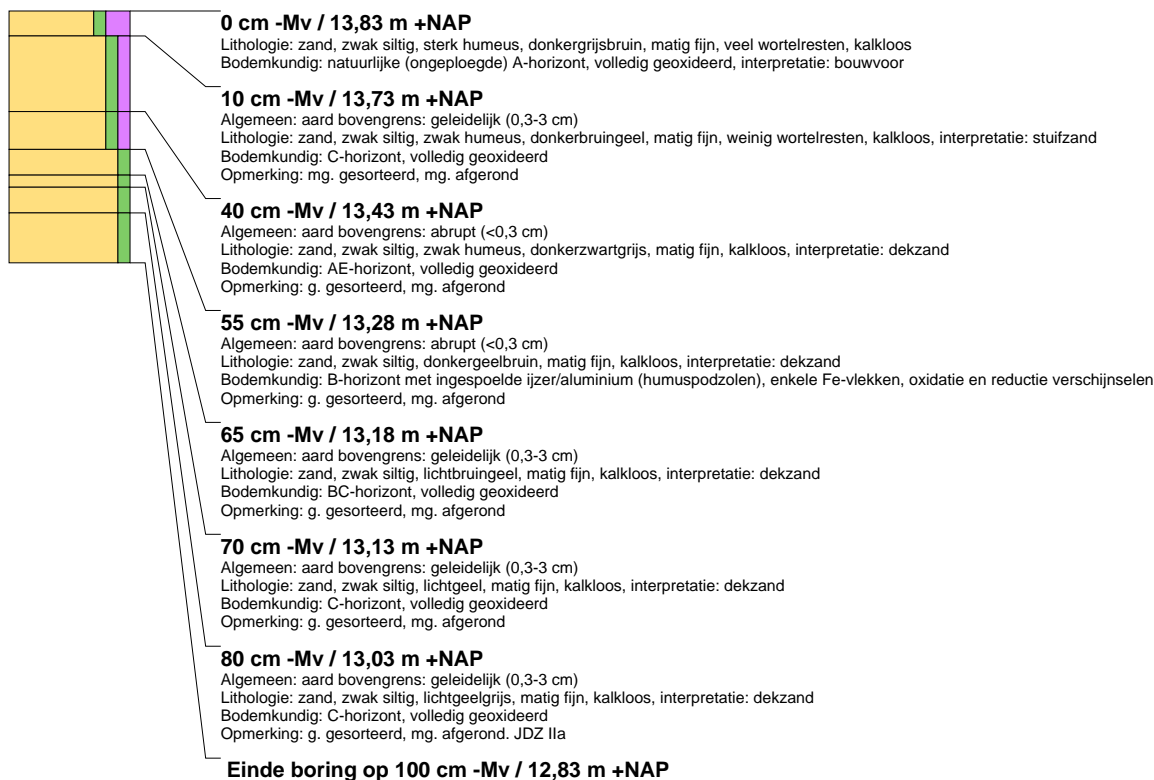 0 cm -Mv / 13,83 m +NAP
Lithologie: zand, zwak siltig, sterk humeus, donkergrijsbruin, matig fijn, veel wortelresten, kalkloos
Bodemkundig: natuurlijke (ongeploegde) A-horizont, volledig geoxideerd, interpretatie: bouwvoor
10 cm -Mv / 13,73 m +NAP
Algemeen: aard bovengrens: geleidelijk (0,3-3 cm)
Lithologie: zand, zwak siltig, zwak humeus, donkerbruingeel, matig fijn, weinig wortelresten, kalkloos, interpretatie: stuifzand
Bodemkundig: C-horizont, volledig geoxideerd
Opmerking: mg. gesorteerd, mg. afgerond
40 cm -Mv / 13,43 m +NAP
Algemeen: aard bovengrens: abrupt (<0,3 cm)
Lithologie: zand, zwak siltig, zwak humeus, donkerzwartgrijs, matig fijn, kalkloos, interpretatie: dekzand
Bodemkundig: AE-horizont, volledig geoxideerd
Opmerking: g. gesorteerd, mg. afgerond
55 cm -Mv / 13,28 m +NAP
Algemeen: aard bovengrens: abrupt (<0,3 cm)
Lithologie: zand, zwak siltig, donkergeelbruin, matig fijn, kalkloos, interpretatie: dekzand
Bodemkundig: B-horizont met ingespoelde ijzer/aluminium (humuspodzolen), enkele Fe-vlekken, oxidatie en reductie verschijnselen
Opmerking: g. gesorteerd, mg. afgerond
65 cm -Mv / 13,18 m +NAP
Algemeen: aard bovengrens: geleidelijk (0,3-3 cm)
Lithologie: zand, zwak siltig, lichtbruingeel, matig fijn, kalkloos, interpretatie: dekzand
Bodemkundig: BC-horizont, volledig geoxideerd
Opmerking: g. gesorteerd, mg. afgerond
70 cm -Mv / 13,13 m +NAP
Algemeen: aard bovengrens: geleidelijk (0,3-3 cm)
Lithologie: zand, zwak siltig, lichtgeel, matig fijn, kalkloos, interpretatie: dekzand
Bodemkundig: C-horizont, volledig geoxideerd
Opmerking: g. gesorteerd, mg. afgerond
80 cm -Mv / 13,03 m +NAP
Algemeen: aard bovengrens: geleidelijk (0,3-3 cm)
Lithologie: zand, zwak siltig, lichtgeelgrijs, matig fijn, kalkloos, interpretatie: dekzand
Bodemkundig: C-horizont, volledig geoxideerd
Opmerking: g. gesorteerd, mg. afgerond. JDZ IIa
Einde boring op 100 cm -Mv / 12,83 m +NAP